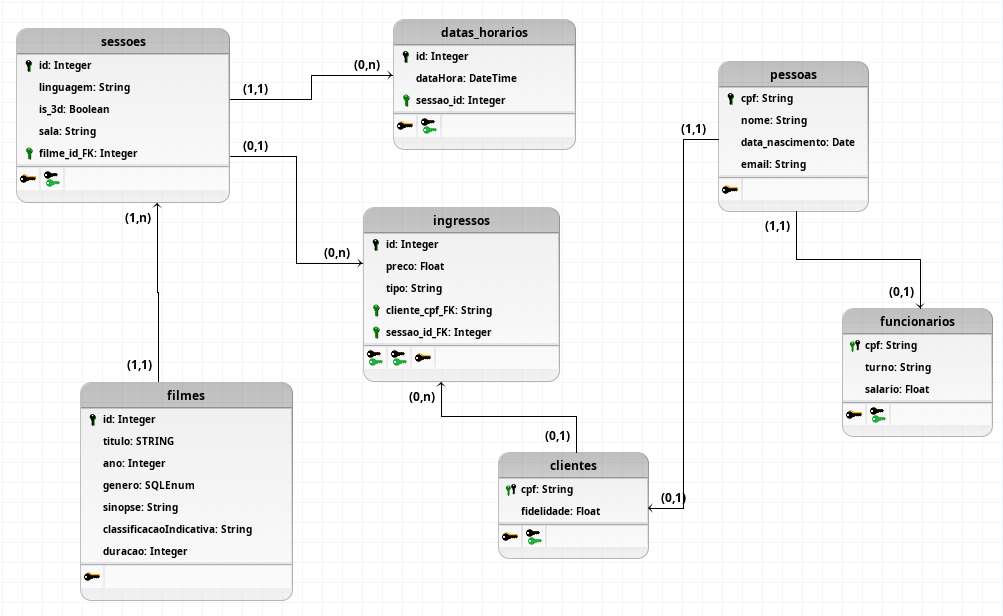 sessoes
id: Integer
linguagem: String
is_3d: Boolean
sala: String
filme_id_FK: Integer
(1,1)
(0,n)
datas_horarios
id: Integer
dataHora: DateTime
sessao_id: Integer
(0,1)
(0,n)
ingressos
id: Integer
preco: Float
tipo: String
cliente_cpf_FK: String
sessao_id_FK: Integer
(1,n)
(1,1)
filmes
id: Integer
titulo: STRING
ano: Integer
genero: SQLEnum
sinopse: String
classificacaoIndicativa: String
duracao: Integer
(0,n)
(0,1)
clientes
cpf: String
fidelidade: Float
(0,1)
(1,1)
pessoas
cpf: String
nome: String
data_nascimento: Date
email: String
(1,1)
(0,1)
funcionarios
cpf: String
turno: String
salario: Float